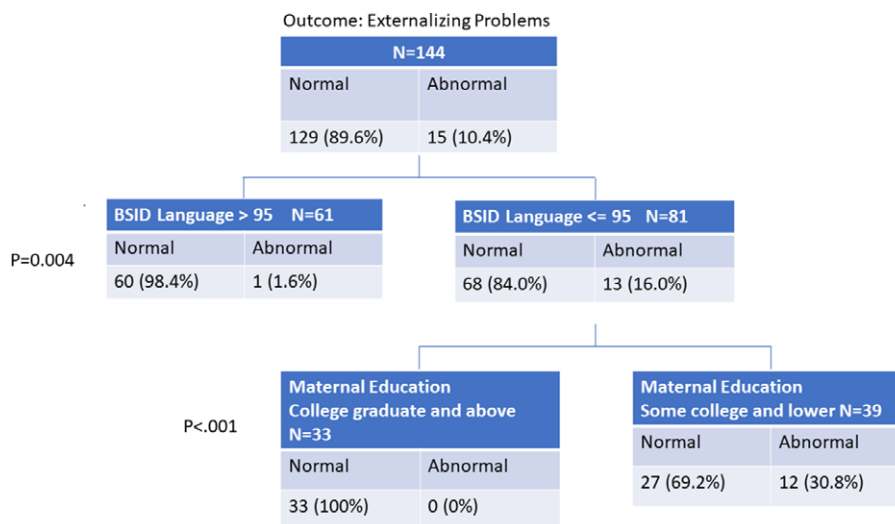 Outcome: Externalizing Problems
N=144
Normal Abnormal
129 (89.6%) 15 (10.4%)
BSID Language > 95 N=61
Normal Abnormal
60 (98.4%) 1 (1.6%)
BSID Language <= 95 N=81
Normal Abnormal
68 (84.0%) 13 (16.0%)
P=0.004
Maternal Education
College graduate and above
N=33
Normal Abnormal
33 (100%) 0 (0%)
Maternal Education
Some college and lower N=39
Normal Abnormal
27 (69.2%) 12 (30.8%)
P<.001